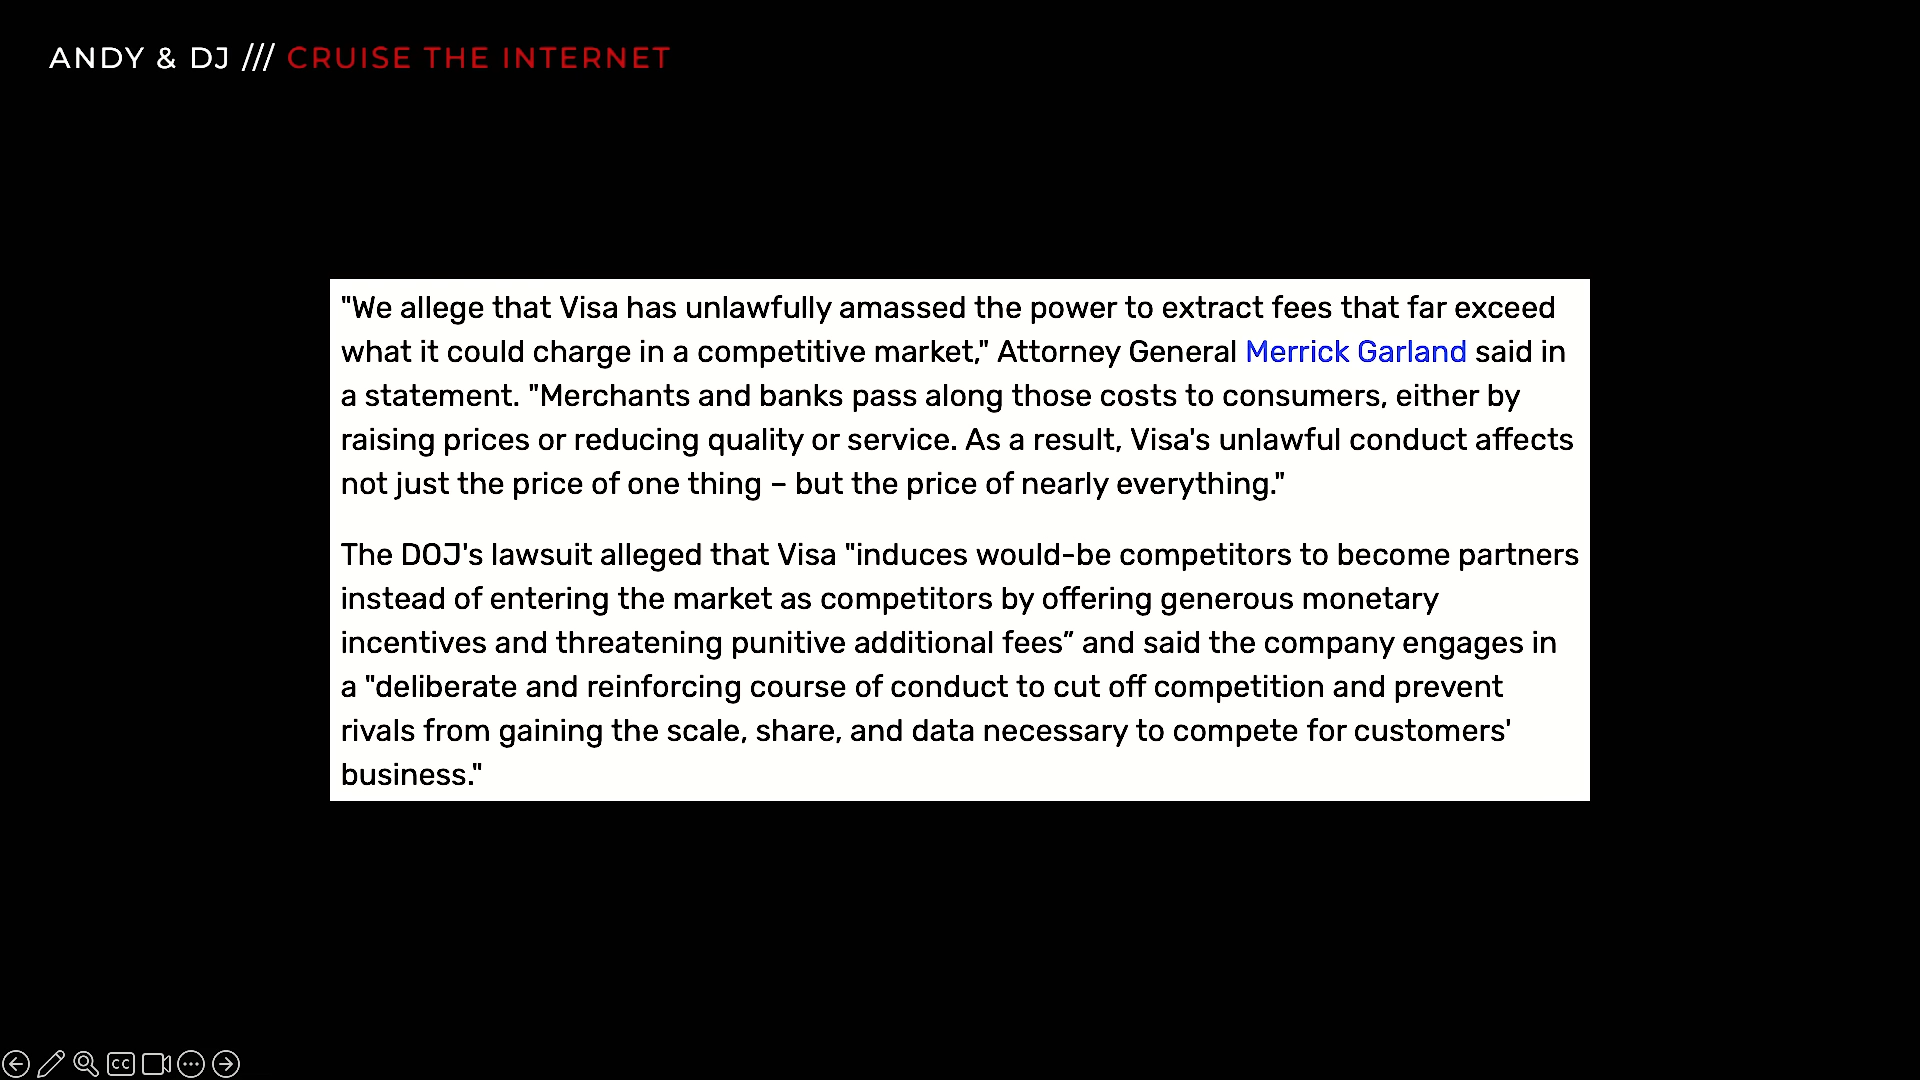 ANDY & DJ /// CRUISE THE INTERNET
"We allege that Visa has unlawfully amassed the power to extract fees that far exceed
what it could charge in a competitive market," Attorney General Merrick Garland said in
a statement. "Merchants and banks pass along those costs to consumers, either by
raising prices or reducing quality or service. As a result, Visa's unlawful conduct affects
not just the price of one thing – but the price of nearly everything."
The DOJ's lawsuit alleged that Visa "induces would-be competitors to become partners
instead of entering the market as competitors by offering generous monetary
incentives and threatening punitive additional fees” and said the company engages in
a "deliberate and reinforcing course of conduct to cut off competition and prevent
rivals from gaining the scale, share, and data necessary to compete for customers'
business."
CC